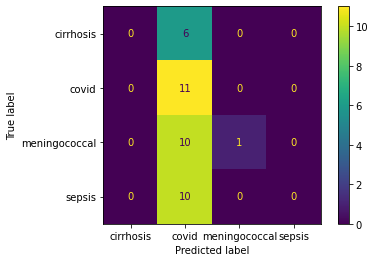 cirrhosis 0 6 0 0
covid 0 11 0 0
meningococcal 0 10 1 0
sepsis 0 10 0 0
cirrhosis covid meningococcal sepsis
Predicted label
True label
10
8
6
4
2
0